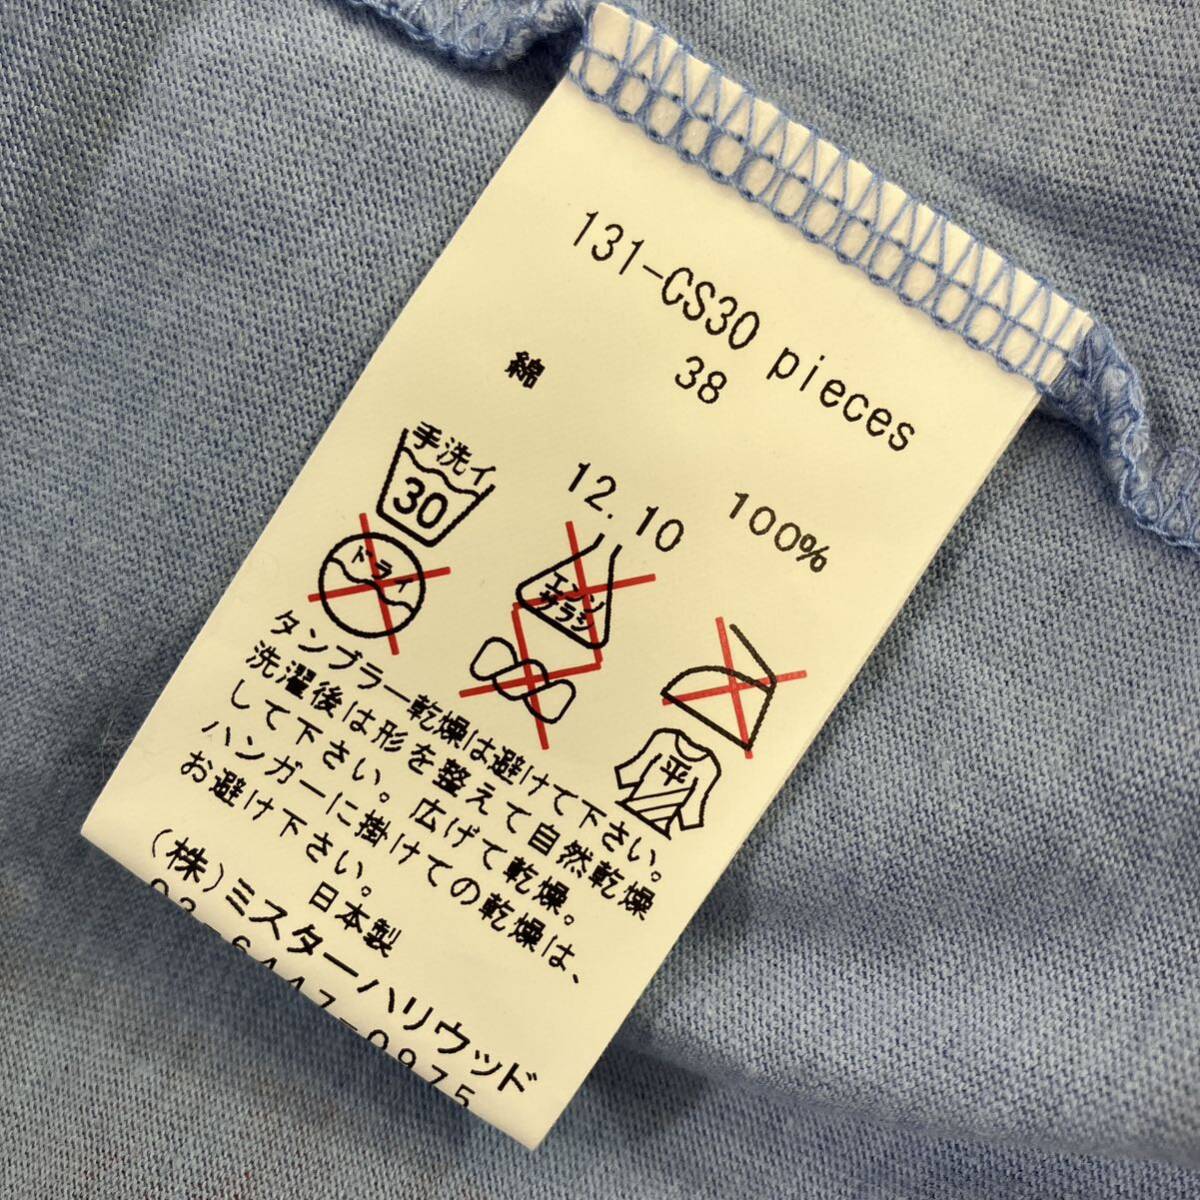 131-CS30 pieces
38
綿 100%
12.10
手洗イ
30
エンソ
サラシ
ドライ
平
タンブラー乾燥は避けて下さい。
洗濯後は形を整えて自然乾燥
して下さい。広げて乾燥。
ハンガーに掛けての乾燥は、
お避け下さい。
日本製
(株)ミスターハリウッド
03-6447-0975